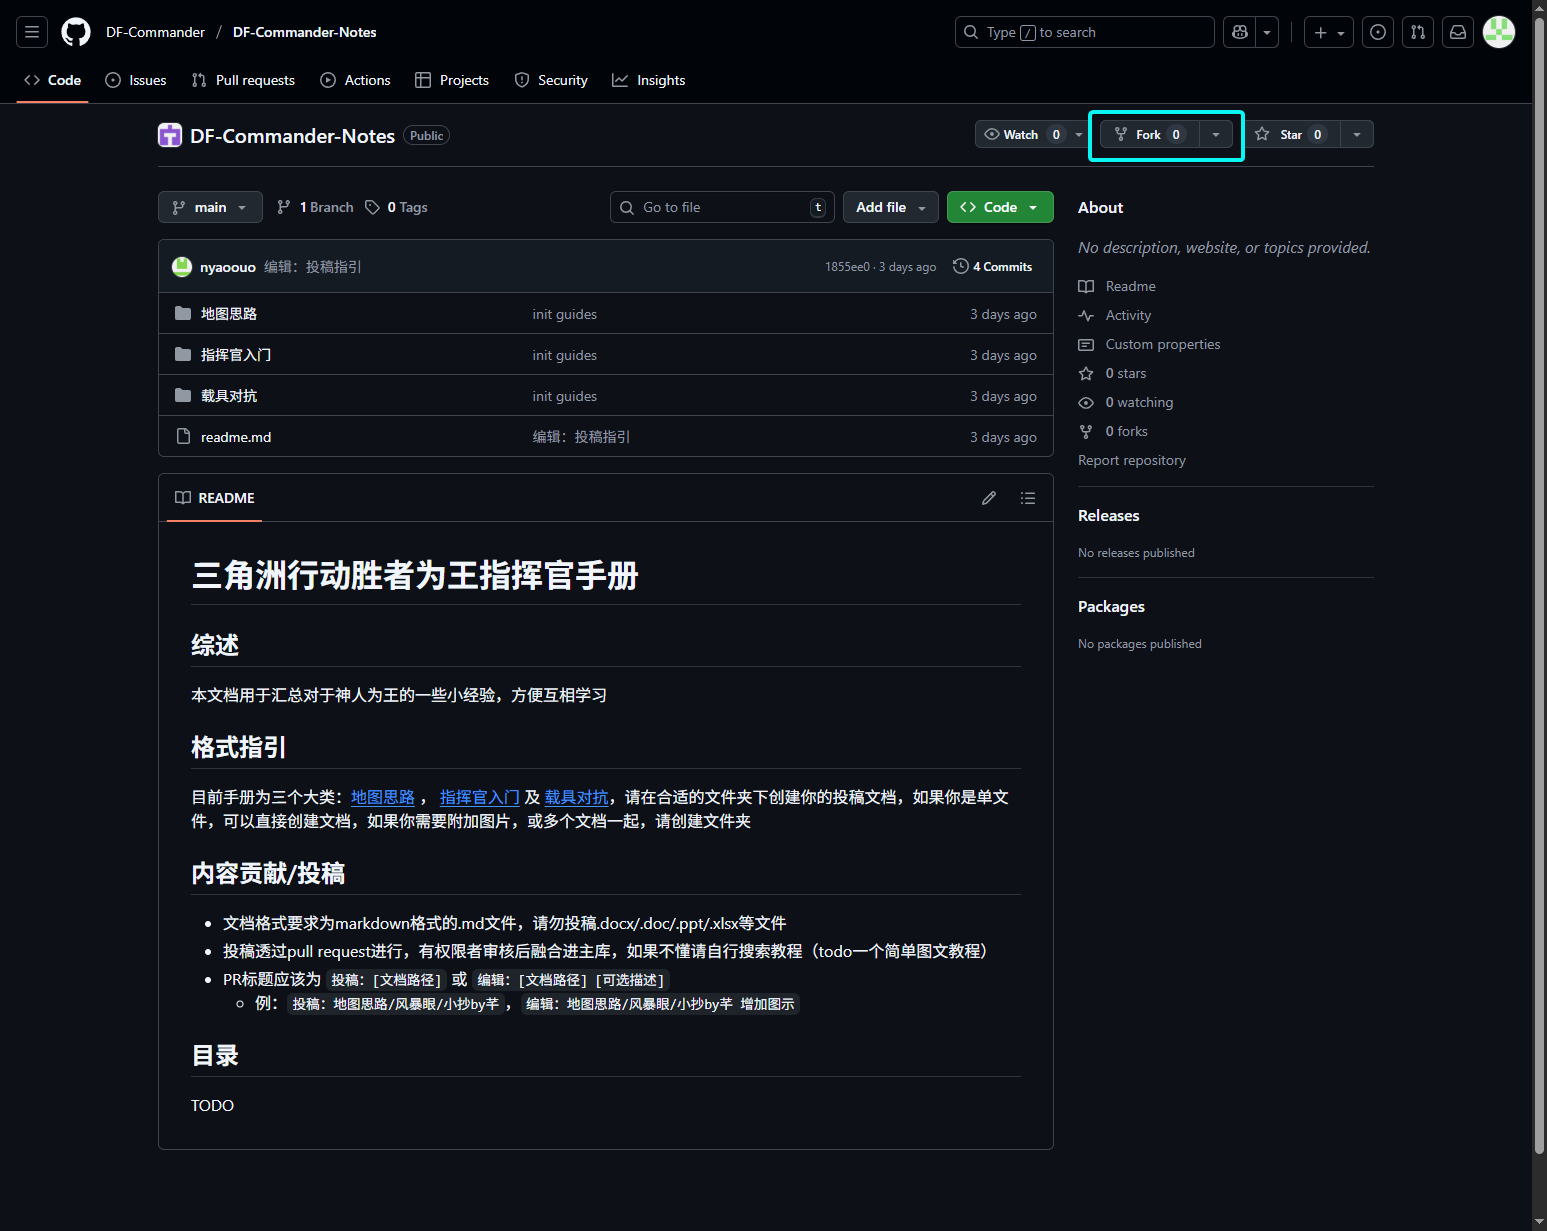 DF-Commander / DF-Commander-Notes
Type / to search
Code Issues Pull requests Actions Projects Security Insights
DF-Commander-Notes Public
Watch 0 Fork 0 Star 0
main 1 Branch 0 Tags
Go to file t Add file Code
nyaoouo 编辑：投稿指引 1855ee0 · 3 days ago 4 Commits
地图思路 init guides 3 days ago
指挥官入门 init guides 3 days ago
载具对抗 init guides 3 days ago
readme.md 编辑：投稿指引 3 days ago
README
三角洲行动胜者为王指挥官手册
综述
本文档用于汇总对于神人为王的一些小经验，方便互相学习
格式指引
目前手册为三个大类：地图思路 ， 指挥官入门 及 载具对抗，请在合适的文件夹下创建你的投稿文档，如果你是单文
件，可以直接创建文档，如果你需要附加图片，或多个文档一起，请创建文件夹
内容贡献/投稿
文档格式要求为markdown格式的.md文件，请勿投稿.docx/.doc/.ppt/.xlsx等文件
投稿透过pull request进行，有权限者审核后融合进主库，如果不懂请自行搜索教程（todo一个简单图文教程）
PR标题应该为 投稿：[文档路径] 或 编辑：[文档路径] [可选描述]
例： 投稿：地图思路/风暴眼/小抄by芊 ， 编辑：地图思路/风暴眼/小抄by芊 增加图示
目录
TODO
About
No description, website, or topics provided.
Readme
Activity
Custom properties
0 stars
0 watching
0 forks
Report repository
Releases
No releases published
Packages
No packages published